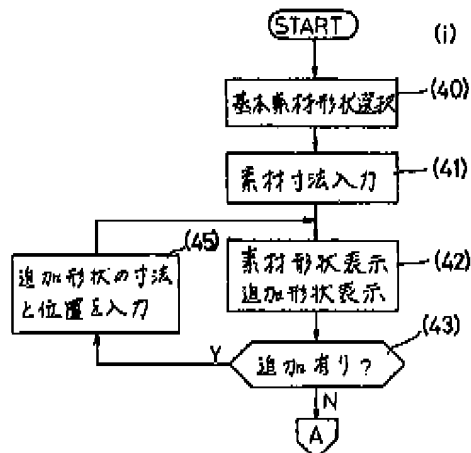 START
(i)
基本素材形状選択
(40)
素材寸法入力
(41)
(45)
追加形状の寸法
と位置を入力
素材形状表示
追加形状表示
(42)
(43)
Y
追加有り?
N
A